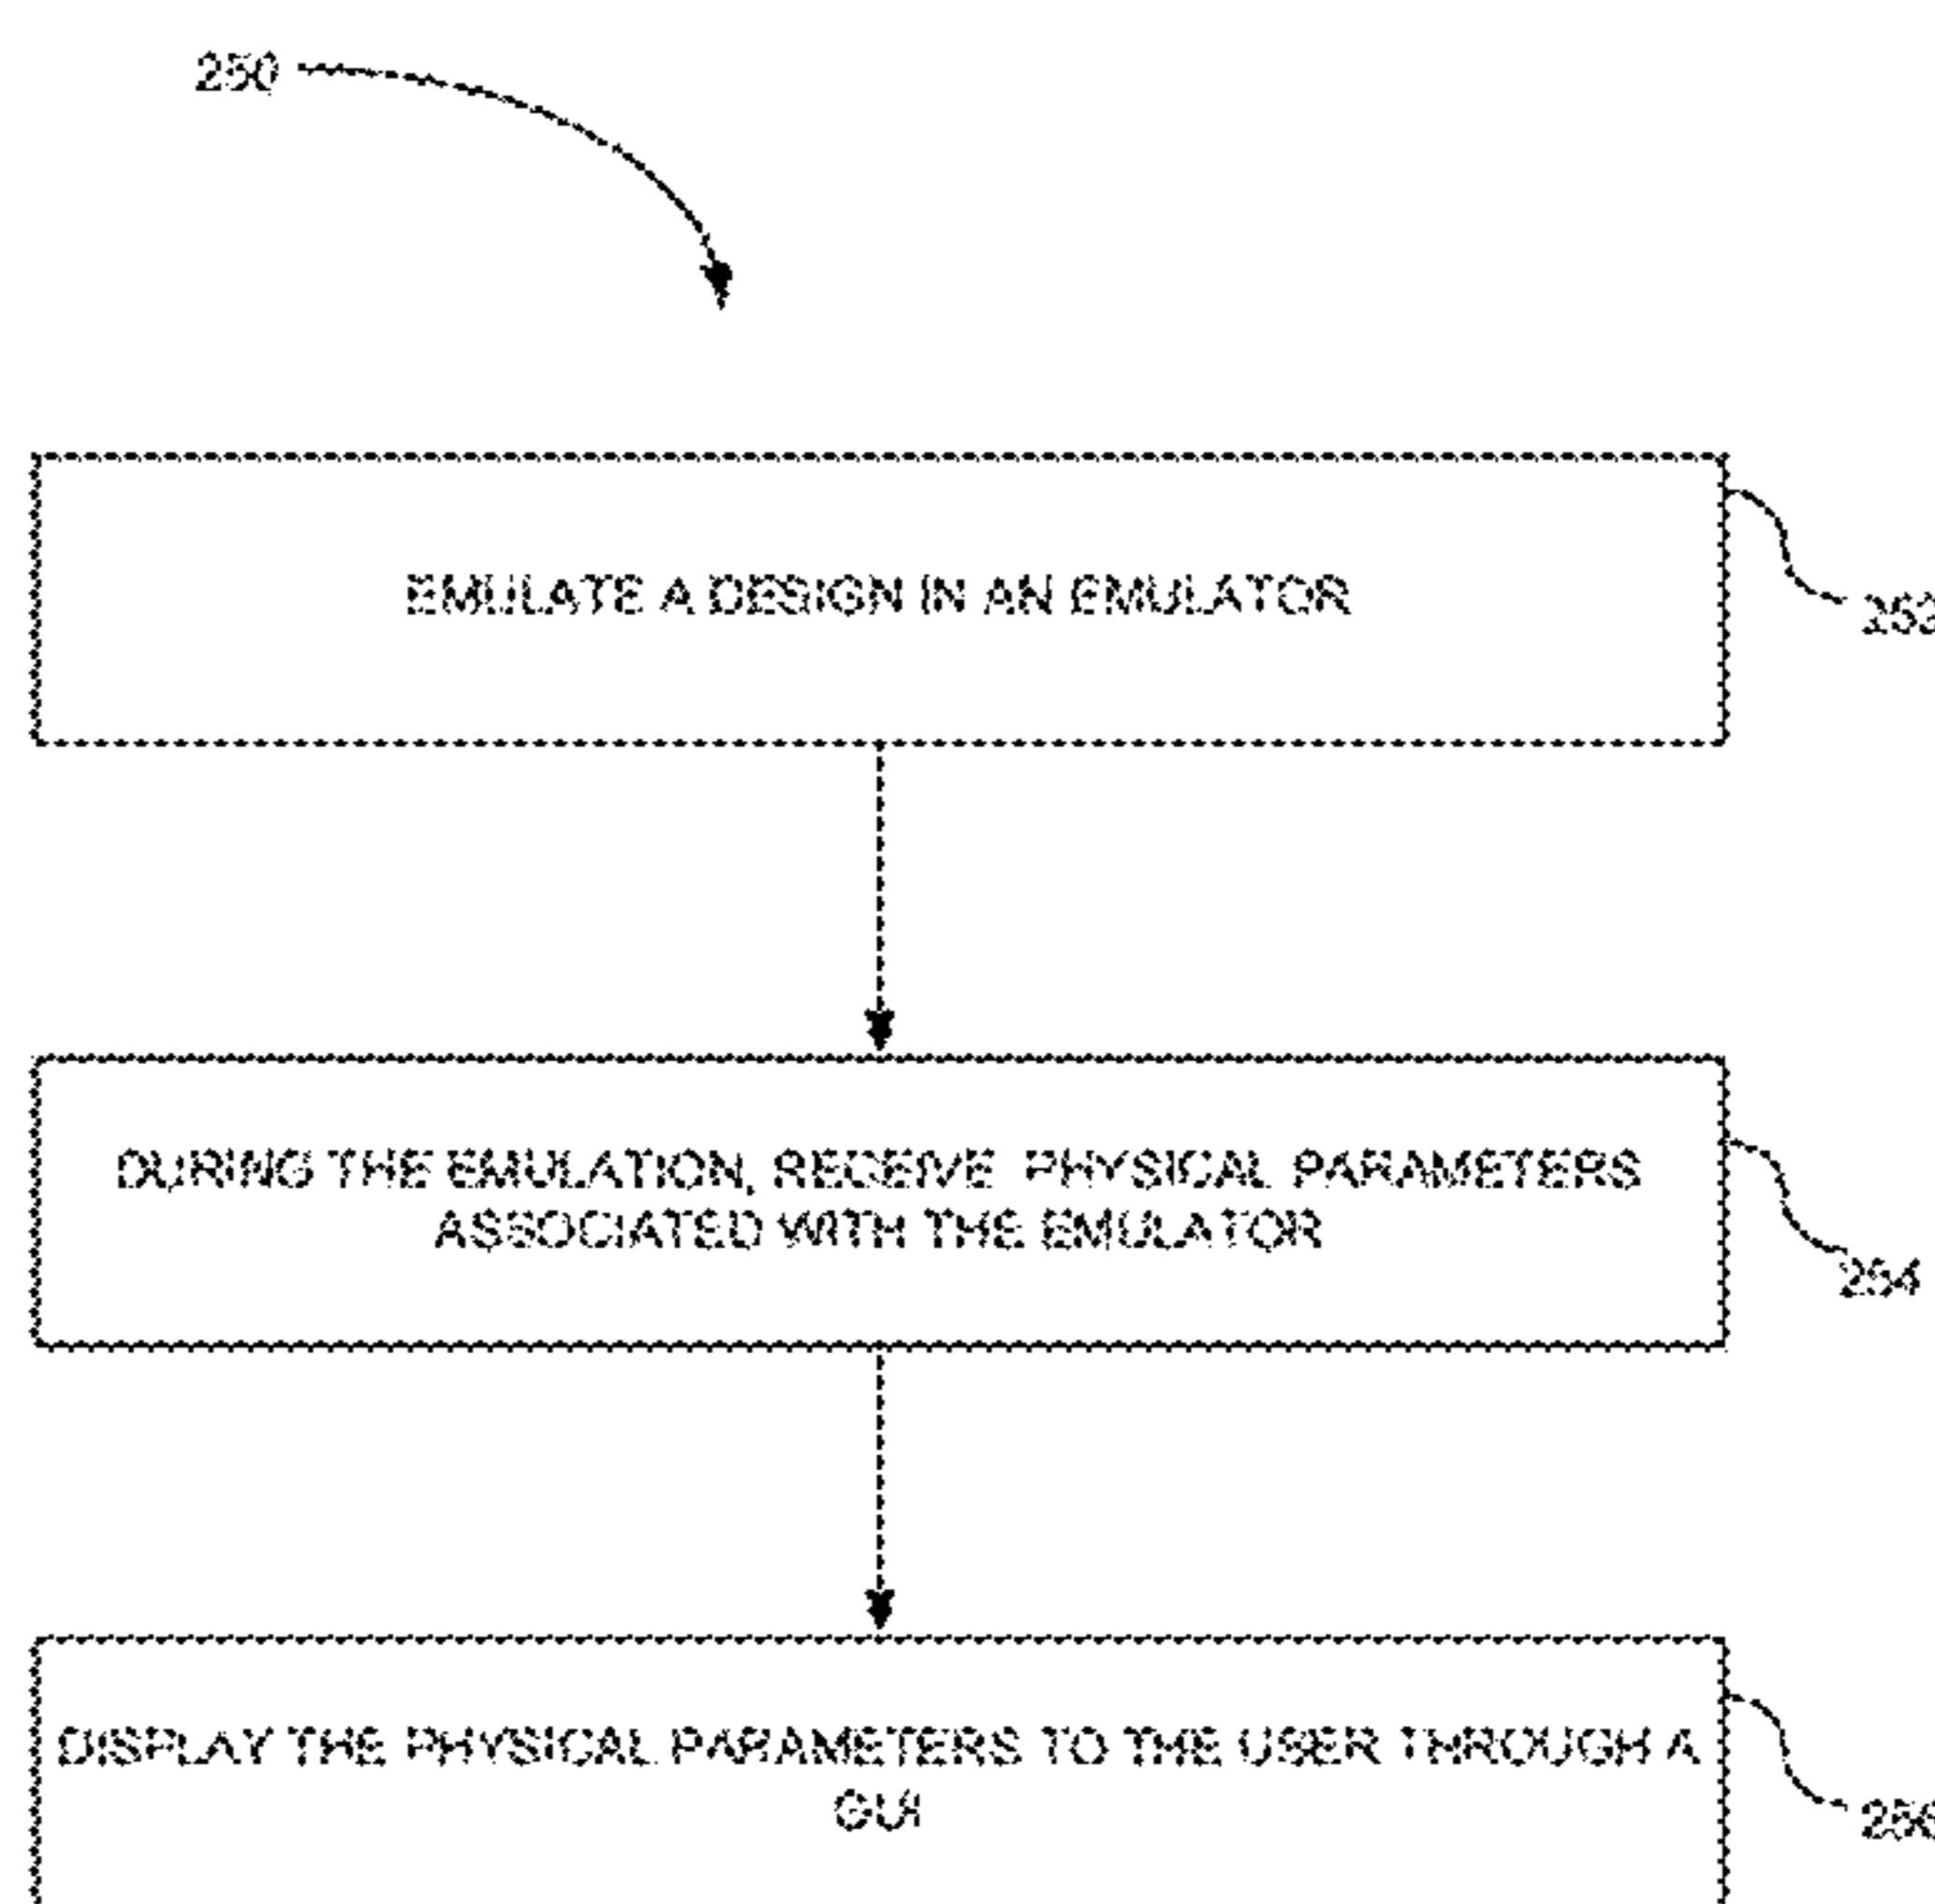 250
EMULATE A DESIGN IN AN EMULATOR
DURING THE EMULATION, RECEIVE PHYSICAL PARAMETERS
ASSOCIATED WITH THE EMULATOR
254
DISPLAY THE PHYSICAL PARAMETERS TO THE USER THROUGH A
GUI
256